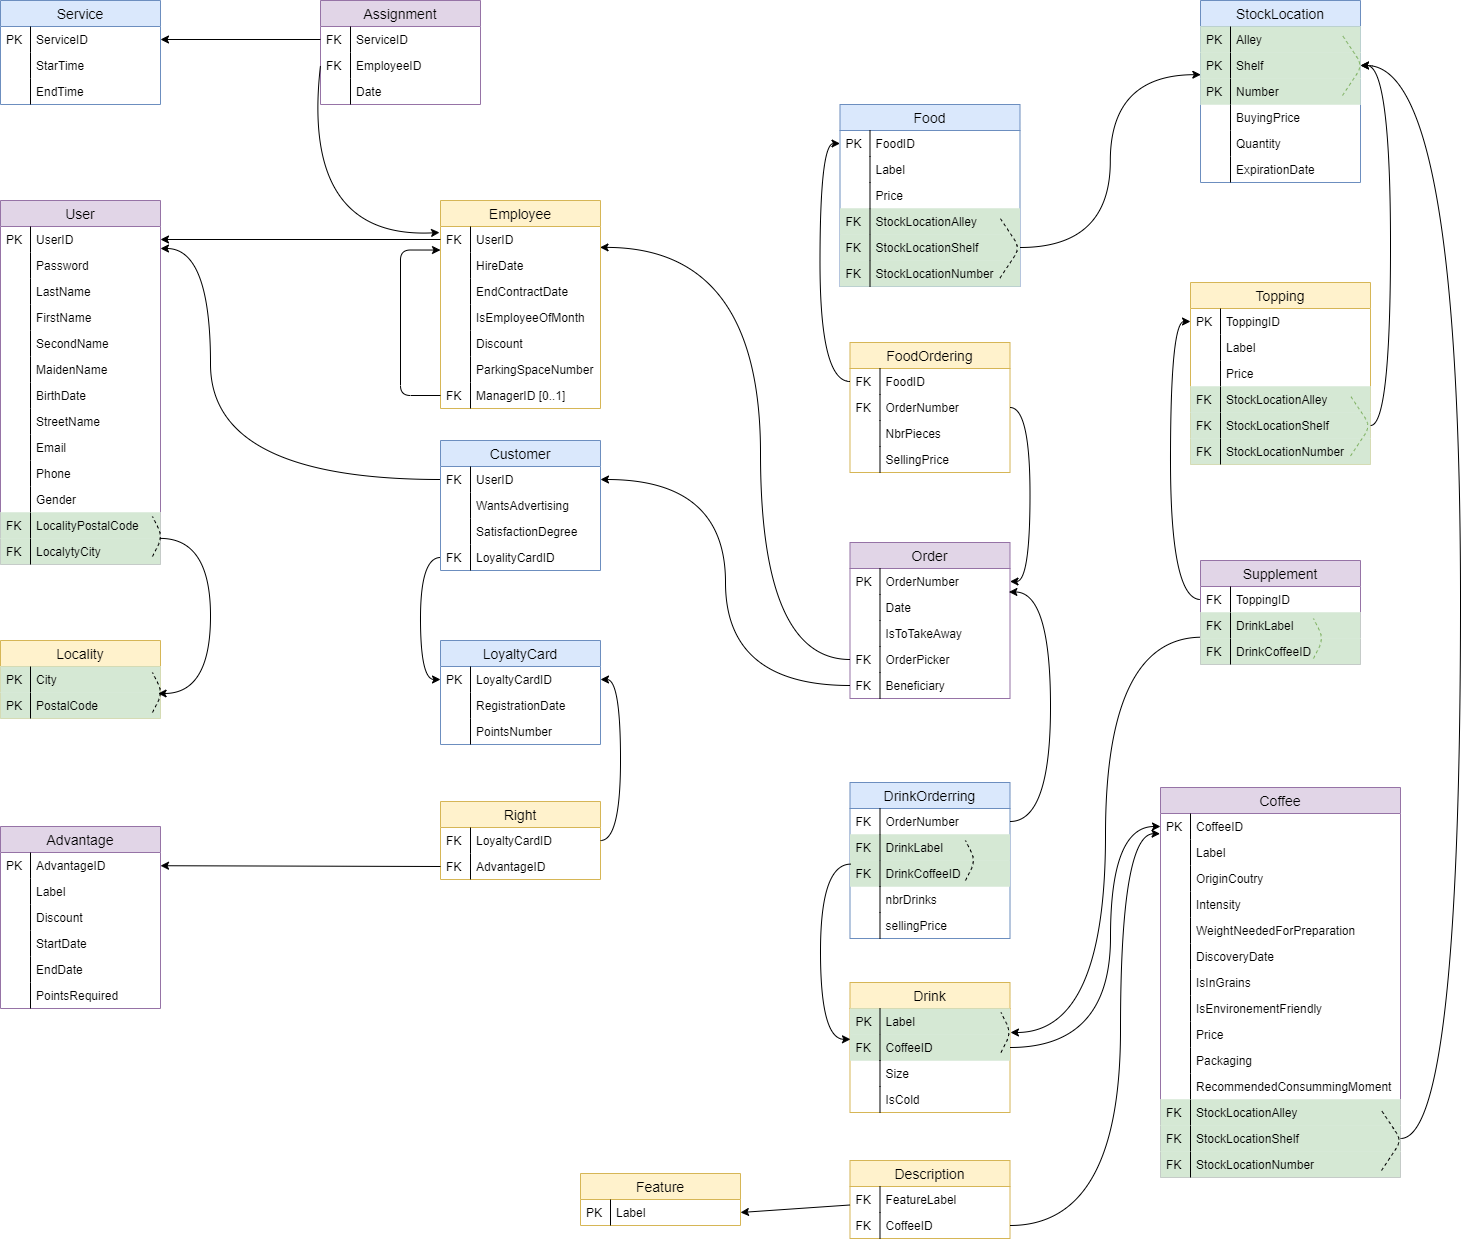 Service
PK ServiceID
StarTime
EndTime
Assignment
FK ServiceID
FK EmployeeID
Date
StockLocation
PK Alley
PK Shelf
PK Number
BuyingPrice
Quantity
ExpirationDate
Food
PK FoodID
Label
Price
FK StockLocationAlley
FK StockLocationShelf
FK StockLocationNumber
User
PK UserID
Password
LastName
FirstName
SecondName
MaidenName
BirthDate
StreetName
Email
Phone
Gender
FK LocalityPostalCode
FK LocalytyCity
Employee
FK UserID
HireDate
EndContractDate
IsEmployeeOfMonth
Discount
ParkingSpaceNumber
FK ManagerID [0..1]
Topping
PK ToppingID
Label
Price
FK StockLocationAlley
FK StockLocationShelf
FK StockLocationNumber
FoodOrdering
FK FoodID
FK OrderNumber
NbrPieces
SellingPrice
Customer
FK UserID
WantsAdvertising
SatisfactionDegree
FK LoyalityCardID
Order
PK OrderNumber
Date
IsToTakeAway
FK OrderPicker
FK Beneficiary
Supplement
FK ToppingID
FK DrinkLabel
FK DrinkCoffeeID
Locality
PK City
PK PostalCode
LoyaltyCard
PK LoyaltyCardID
RegistrationDate
PointsNumber
DrinkOrderring
FK OrderNumber
FK DrinkLabel
FK DrinkCoffeeID
nbrDrinks
sellingPrice
Coffee
PK CoffeeID
Label
OriginCoutry
Intensity
WeightNeededForPreparation
DiscoveryDate
IsInGrains
IsEnvironementFriendly
Price
Packaging
RecommendedConsummingMoment
FK StockLocationAlley
FK StockLocationShelf
FK StockLocationNumber
Right
FK LoyaltyCardID
FK AdvantageID
Advantage
PK AdvantageID
Label
Discount
StartDate
EndDate
PointsRequired
Drink
PK Label
FK CoffeeID
Size
IsCold
Description
FK FeatureLabel
FK CoffeeID
Feature
PK Label